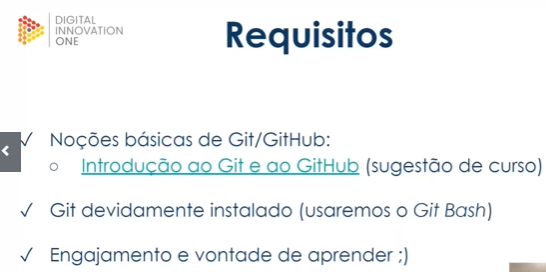 DIGITAL
INNOVATION
ONE
Requisitos
✓ Noções básicas de Git/GitHub:
○ Introdução ao Git e ao GitHub (sugestão de curso)
✓ Git devidamente instalado (usaremos o Git Bash)
✓ Engajamento e vontade de aprender ;)